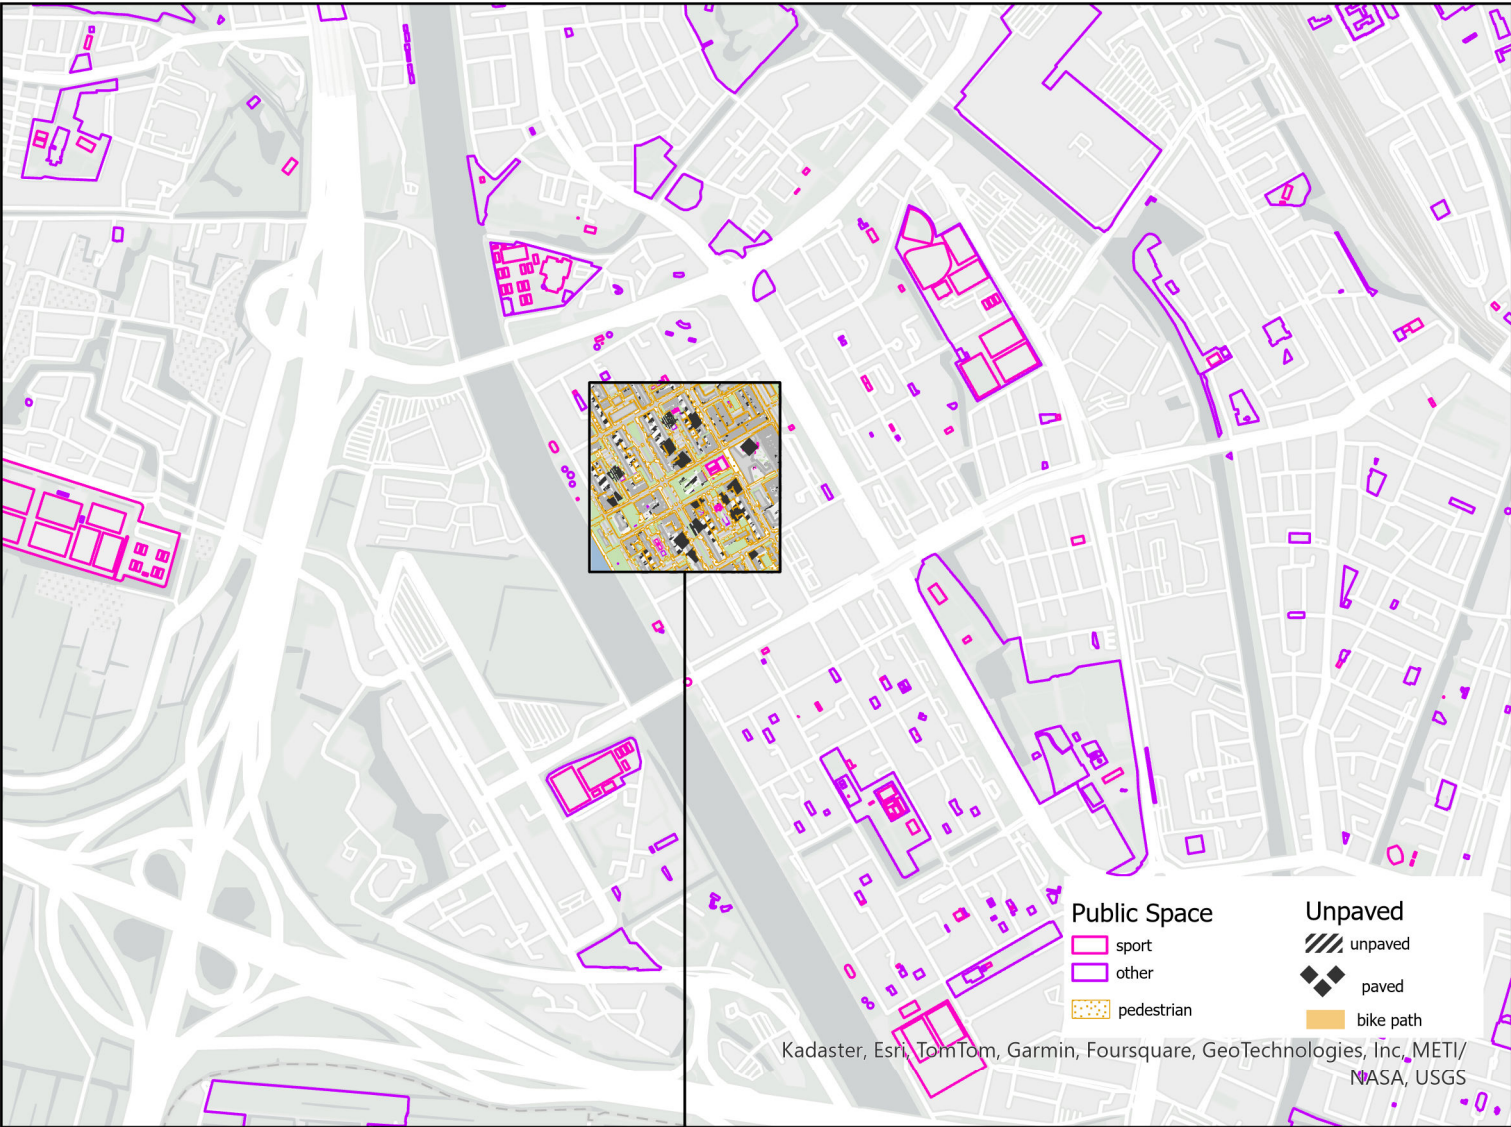 Public Space
sport
other
pedestrian
Unpaved
unpaved
paved
bike path
Kadaster, Esri, TomTom, Garmin, Foursquare, GeoTechnologies, Inc, METI/
NASA, USGS